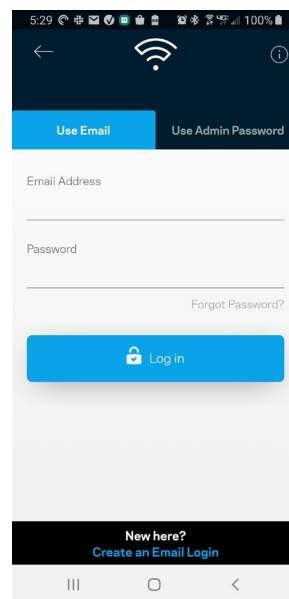 5:29 100%
Use Email Use Admin Password
Email Address
Password
Forgot Password?
Log in
New here?
Create an Email Login